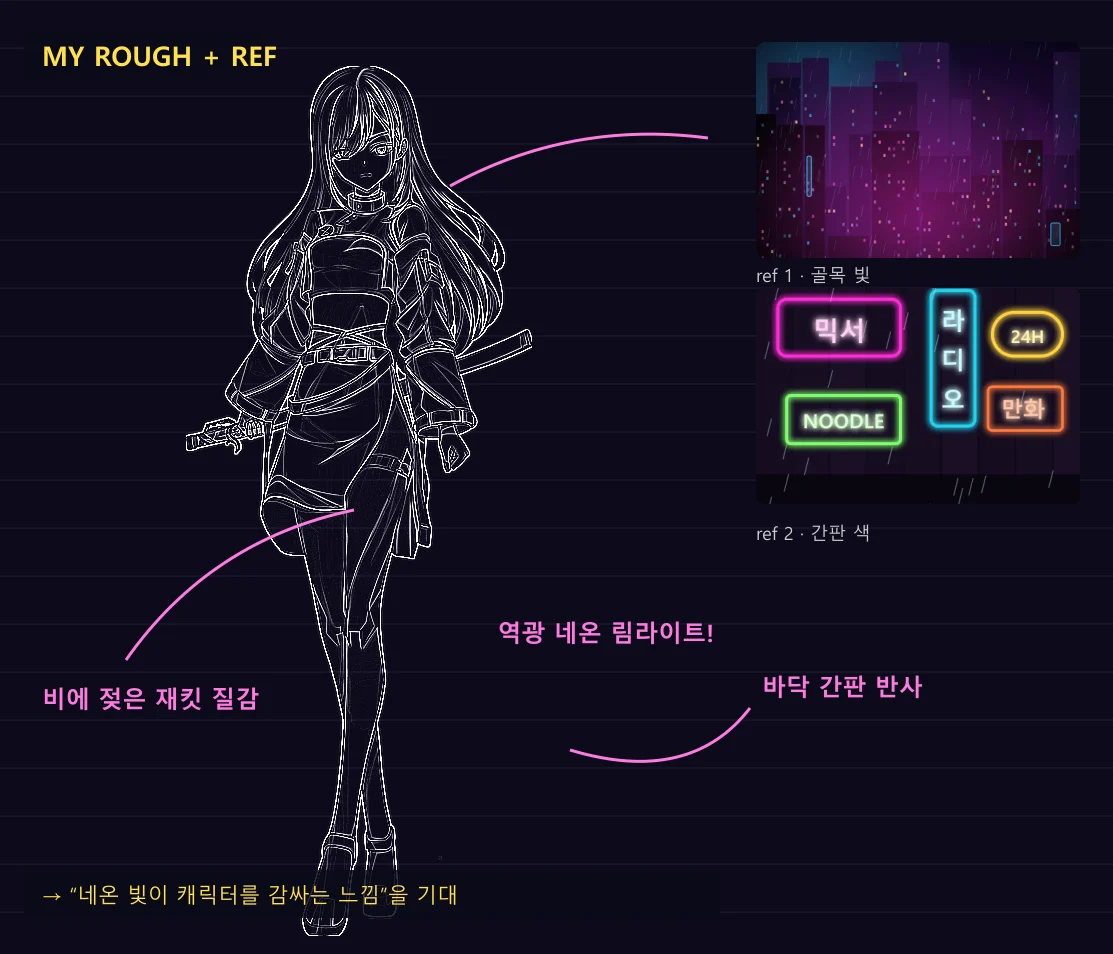 MY ROUGH + REF
ref 1 · 골목 빛
믹서
라디오
24H
NOODLE
만화
ref 2 · 간판 색
역광 네온 림라이트!
비에 젖은 재킷 질감
바닥 간판 반사
→ “네온 빛이 캐릭터를 감싸는 느낌”을 기대